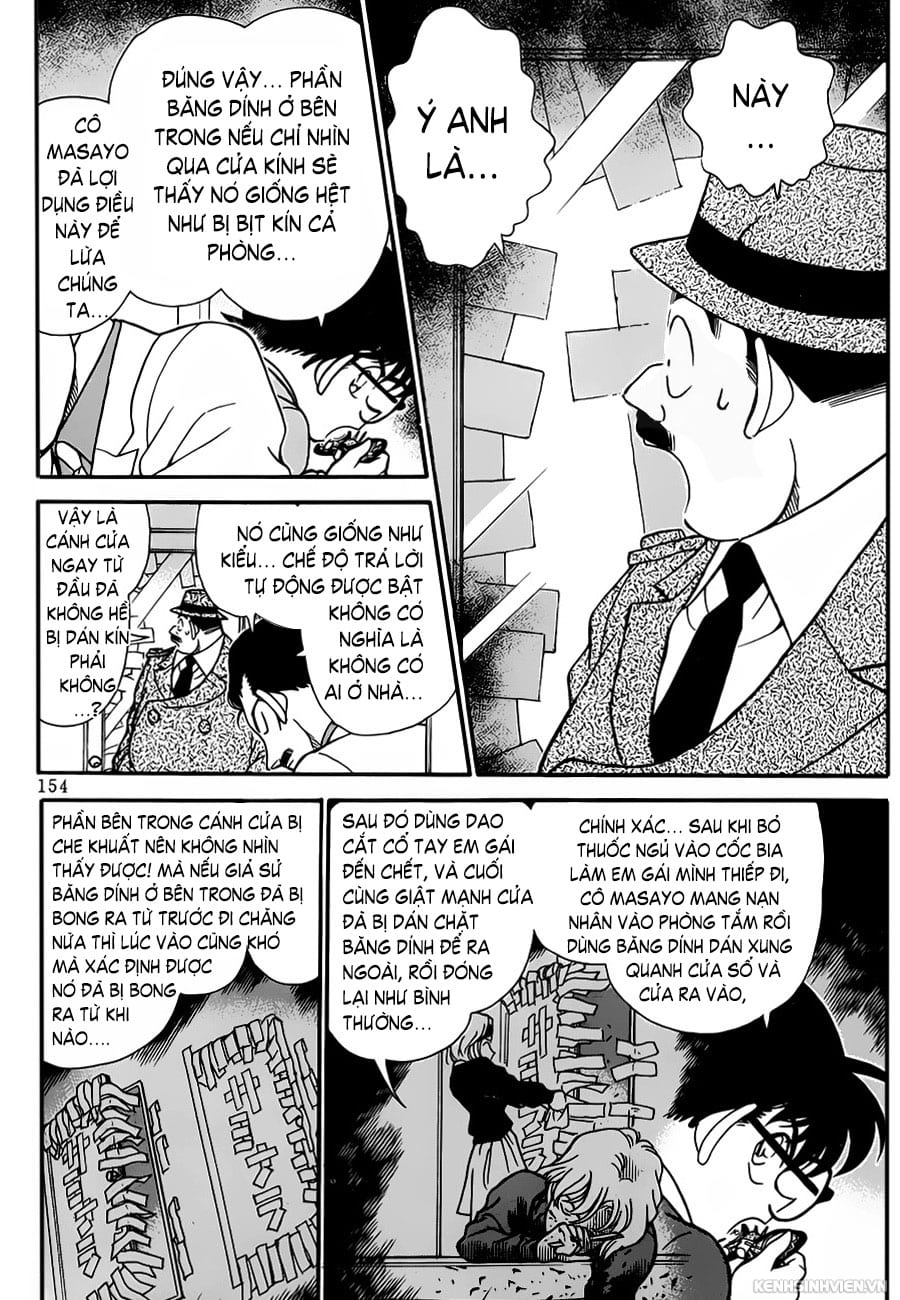 NÀY
...
Ý ANH
LÀ...
ĐÚNG VẬY... PHẦN
BĂNG DÍNH Ở BÊN
TRONG NẾU CHỈ NHÌN
QUA CỬA KÍNH SẼ
THẤY NÓ GIỐNG HỆT
NHƯ BỊ BỊT KÍN CẢ
PHÒNG...
CÔ
MASAYO
ĐÃ LỢI
DỤNG ĐIỀU
NÀY ĐỂ
LỪA
CHÚNG
TA...
NÓ CŨNG GIỐNG NHƯ
KIỂU... CHẾ ĐỘ TRẢ LỜI
TỰ ĐỘNG ĐƯỢC BẬT
KHÔNG CÓ
NGHĨA LÀ
KHÔNG CÓ
AI Ở NHÀ...
VẬY LÀ
CÁNH CỬA
NGAY TỪ
ĐẦU ĐÃ
KHÔNG HỀ
BỊ DÁN KÍN
PHẢI
KHÔNG
...?
154
CHÍNH XÁC... SAU KHI BỎ
THUỐC NGỦ VÀO CỐC BIA
LÀM EM GÁI MÌNH THIẾP ĐI,
CÔ MASAYO MANG NẠN
NHÂN VÀO PHÒNG TẮM RỒI
DÙNG BĂNG DÍNH DÁN XUNG
QUANH CỬA SỔ VÀ
CỬA RA VÀO,
SAU ĐÓ DÙNG DAO
CẮT CỔ TAY EM GÁI
ĐẾN CHẾT, VÀ CUỐI
CÙNG GIẬT MẠNH CỬA
ĐÃ BỊ DÁN CHẶT
BĂNG DÍNH ĐỂ RA
NGOÀI, RỒI ĐÓNG
LẠI NHƯ BÌNH
THƯỜNG...
PHẦN BÊN TRONG CÁNH CỬA BỊ
CHE KHUẤT NÊN KHÔNG NHÌN
THẤY ĐƯỢC! MÀ NẾU GIẢ SỬ
BĂNG DÍNH Ở BÊN TRONG ĐÃ BỊ
BONG RA TỪ TRƯỚC ĐI CHĂNG
NỮA THÌ LÚC VÀO CŨNG KHÓ
MÀ XÁC ĐỊNH ĐƯỢC
NÓ ĐÃ BỊ BONG
RA TỪ KHI
NÀO....
KENHSINHVIEN.VN